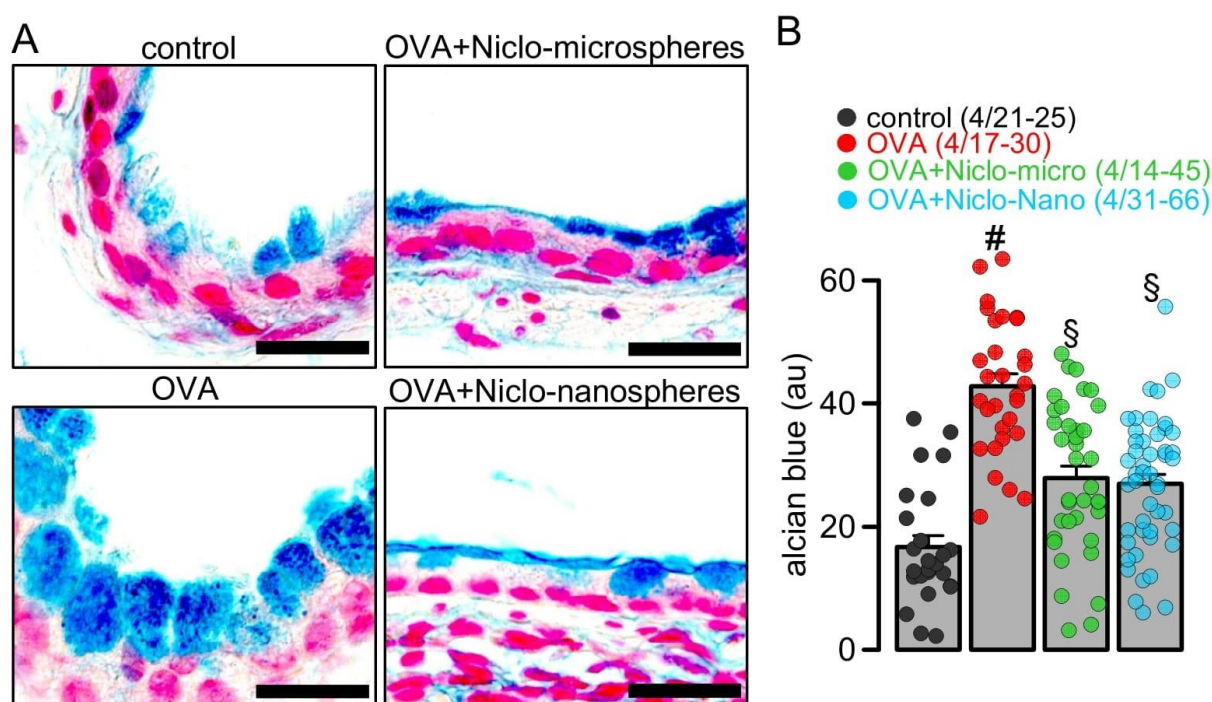 A
control
OVA+Niclo-microspheres
OVA
OVA+Niclo-nanospheres
B
control (4/21-25)
OVA (4/17-30)
OVA+Niclo-micro (4/14-45)
OVA+Niclo-Nano (4/31-66)
#
§
§
60
40
20
0
alcian blue (au)